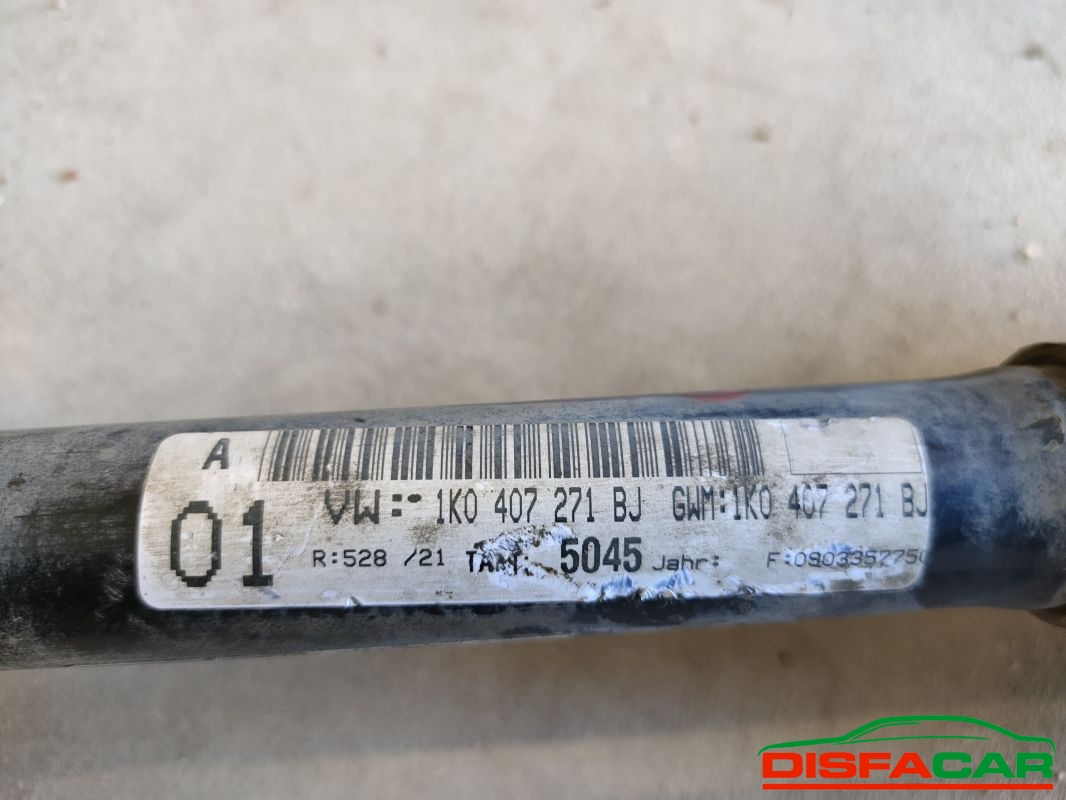 A
01
VW: 1K0 407 271 BJ GWM:1K0 407 271 BJ
R:528 /21 5045 Jahr:
DISFACAR